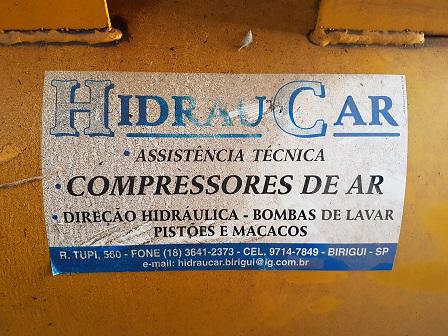 HIDRAUCAR
• ASSISTÊNCIA TÉCNICA
• COMPRESSORES DE AR
• DIREÇÃO HIDRÁULICA - BOMBAS DE LAVAR
PISTÕES E MACACOS
R. TUPI, 560 - FONE (18) 3641-2373 - CEL. 9714-7849 - BIRIGUI - SP
e-mail: hidraucar.birigui@ig.com.br